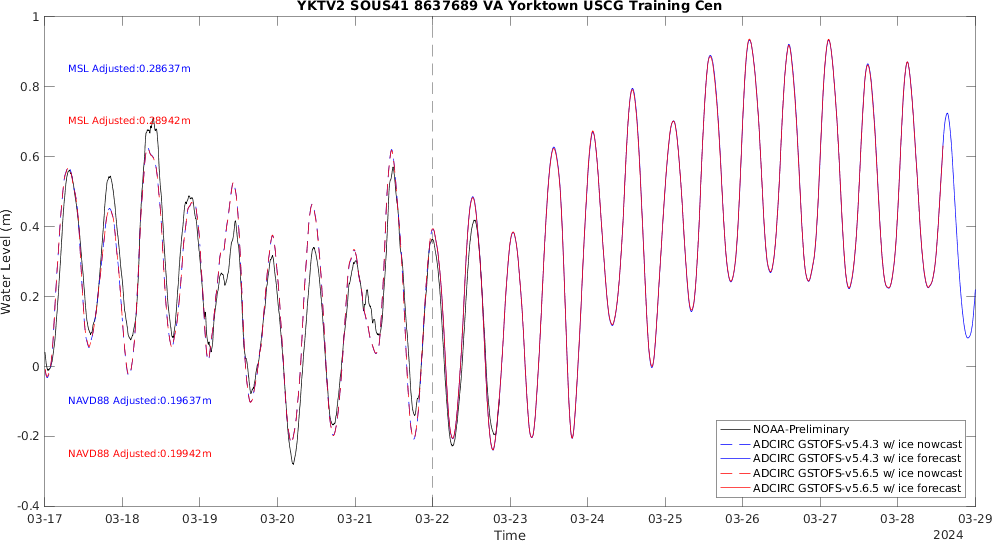 YKTV2 SOUS41 8637689 VA Yorktown USCG Training Cen
MSL Adjusted:0.28637m
MSL Adjusted:0.28942m
NAVD88 Adjusted:0.19637m
NAVD88 Adjusted:0.19942m
Water Level (m)
1
0.8
0.6
0.4
0.2
0
-0.2
-0.4
NOAA-Preliminary
ADCIRC GSTOFS-v5.4.3 w/ ice nowcast
ADCIRC GSTOFS-v5.4.3 w/ ice forecast
ADCIRC GSTOFS-v5.6.5 w/ ice nowcast
ADCIRC GSTOFS-v5.6.5 w/ ice forecast
03-17 03-18 03-19 03-20 03-21 03-22 03-23 03-24 03-25 03-26 03-27 03-28 03-29
Time
2024